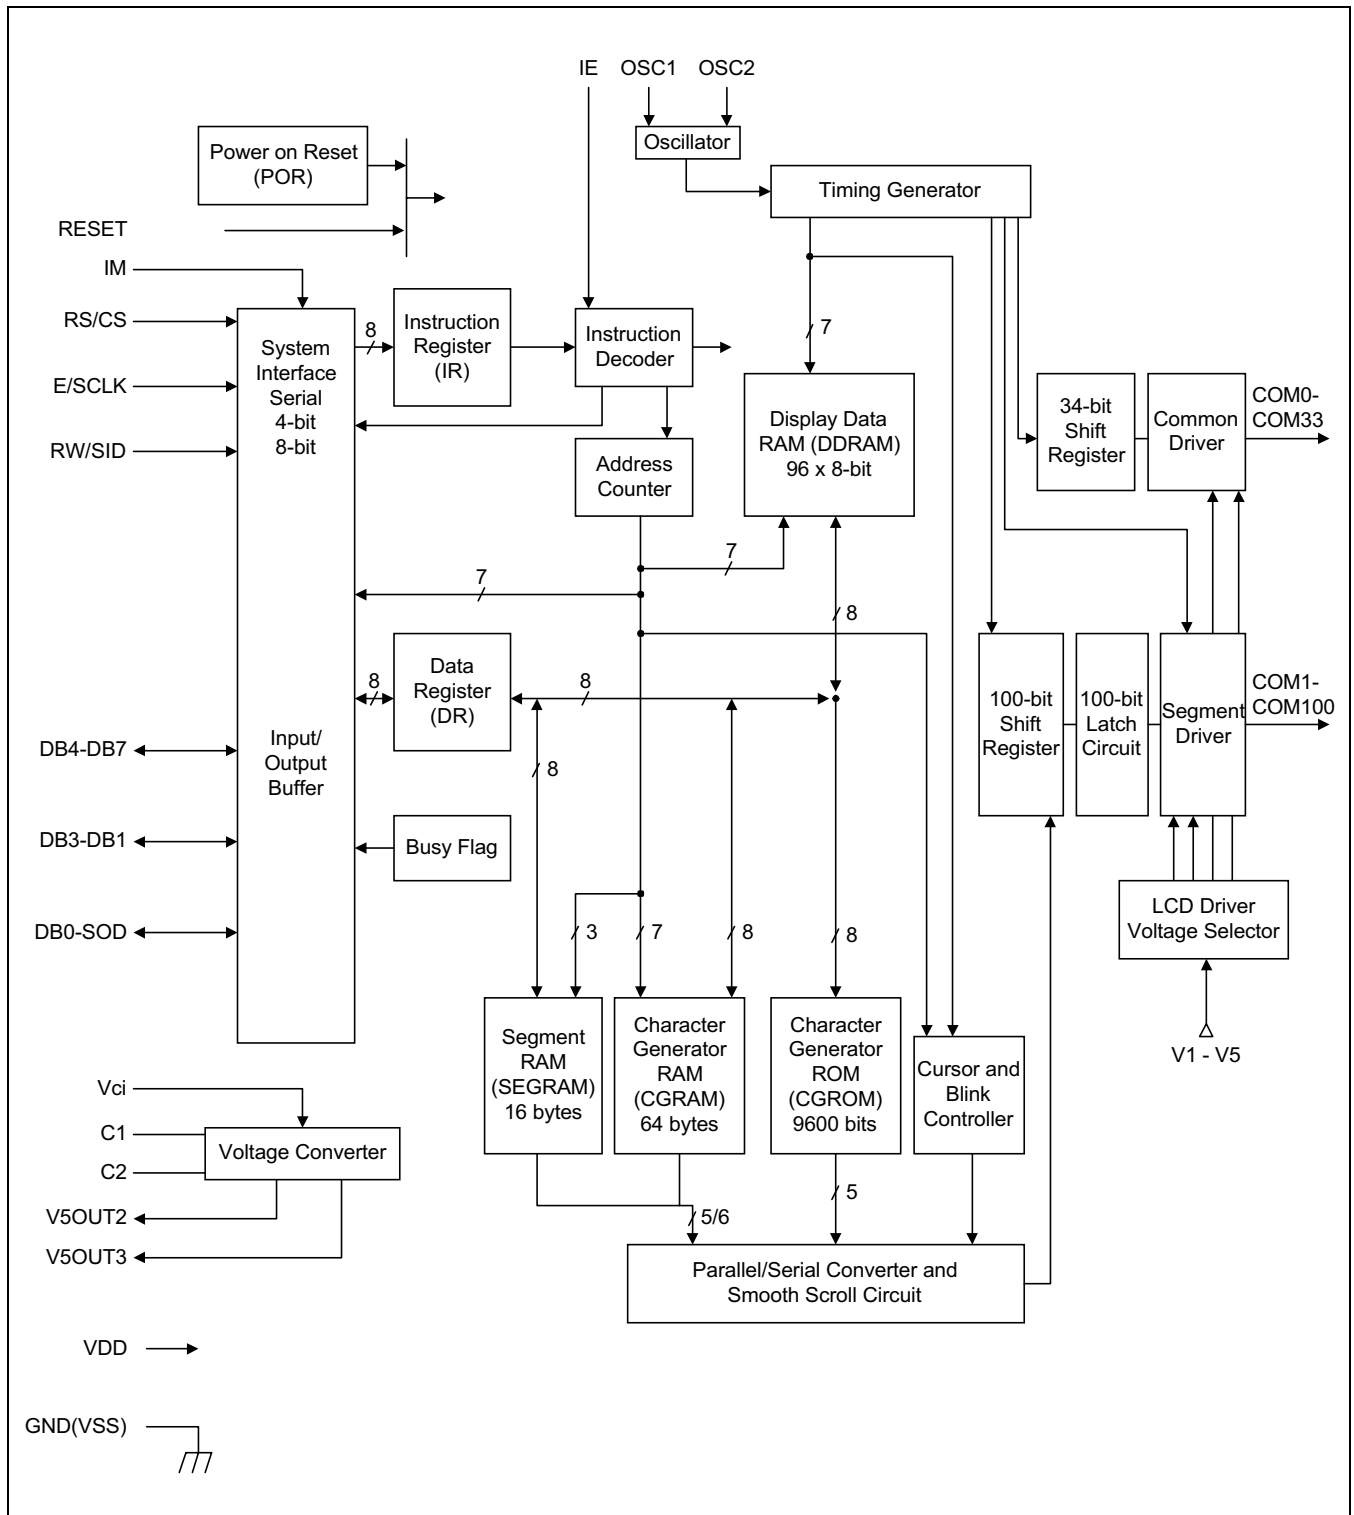 IE
OSC1
OSC2
Oscillator
Power on Reset
(POR)
Timing Generator
RESET
IM
RS/CS
E/SCLK
RW/SID
System
Interface
Serial
4-bit
8-bit
Input/
Output
Buffer
8
Instruction
Register
(IR)
Instruction
Decoder
7
Display Data
RAM (DDRAM)
96 x 8-bit
34-bit
Shift
Register
Common
Driver
COM0-
COM33
Address
Counter
7
7
8
Data
Register
(DR)
8
8
100-bit
Shift
Register
100-bit
Latch
Circuit
Segment
Driver
COM1-
COM100
DB4-DB7
8
DB3-DB1
Busy Flag
DB0-SOD
3
7
8
8
LCD Driver
Voltage Selector
V1 - V5
Segment
RAM
(SEGRAM)
16 bytes
Character
Generator
RAM
(CGRAM)
64 bytes
Character
Generator
ROM
(CGROM)
9600 bits
Cursor and
Blink
Controller
Vci
C1
C2
Voltage Converter
V5OUT2
V5OUT3
5/6
5
Parallel/Serial Converter and
Smooth Scroll Circuit
VDD
GND(VSS)